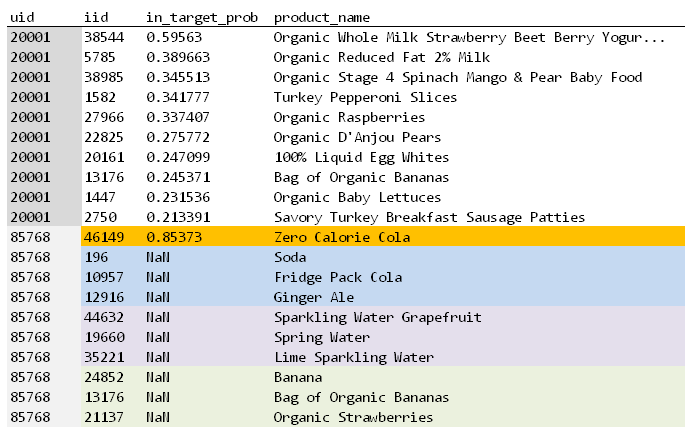 uid iid in_target_prob product_name
20001 38544 0.59563 Organic Whole Milk Strawberry Beet Berry Yogur...
20001 5785 0.389663 Organic Reduced Fat 2% Milk
20001 38985 0.345513 Organic Stage 4 Spinach Mango & Pear Baby Food
20001 1582 0.341777 Turkey Pepperoni Slices
20001 27966 0.337407 Organic Raspberries
20001 22825 0.275772 Organic D'Anjou Pears
20001 20161 0.247099 100% Liquid Egg Whites
20001 13176 0.245371 Bag of Organic Bananas
20001 1447 0.231536 Organic Baby Lettuces
20001 2750 0.213391 Savory Turkey Breakfast Sausage Patties
85768 46149 0.85373 Zero Calorie Cola
85768 196 NaN Soda
85768 10957 NaN Fridge Pack Cola
85768 12916 NaN Ginger Ale
85768 44632 NaN Sparkling Water Grapefruit
85768 19660 NaN Spring Water
85768 35221 NaN Lime Sparkling Water
85768 24852 NaN Banana
85768 13176 NaN Bag of Organic Bananas
85768 21137 NaN Organic Strawberries